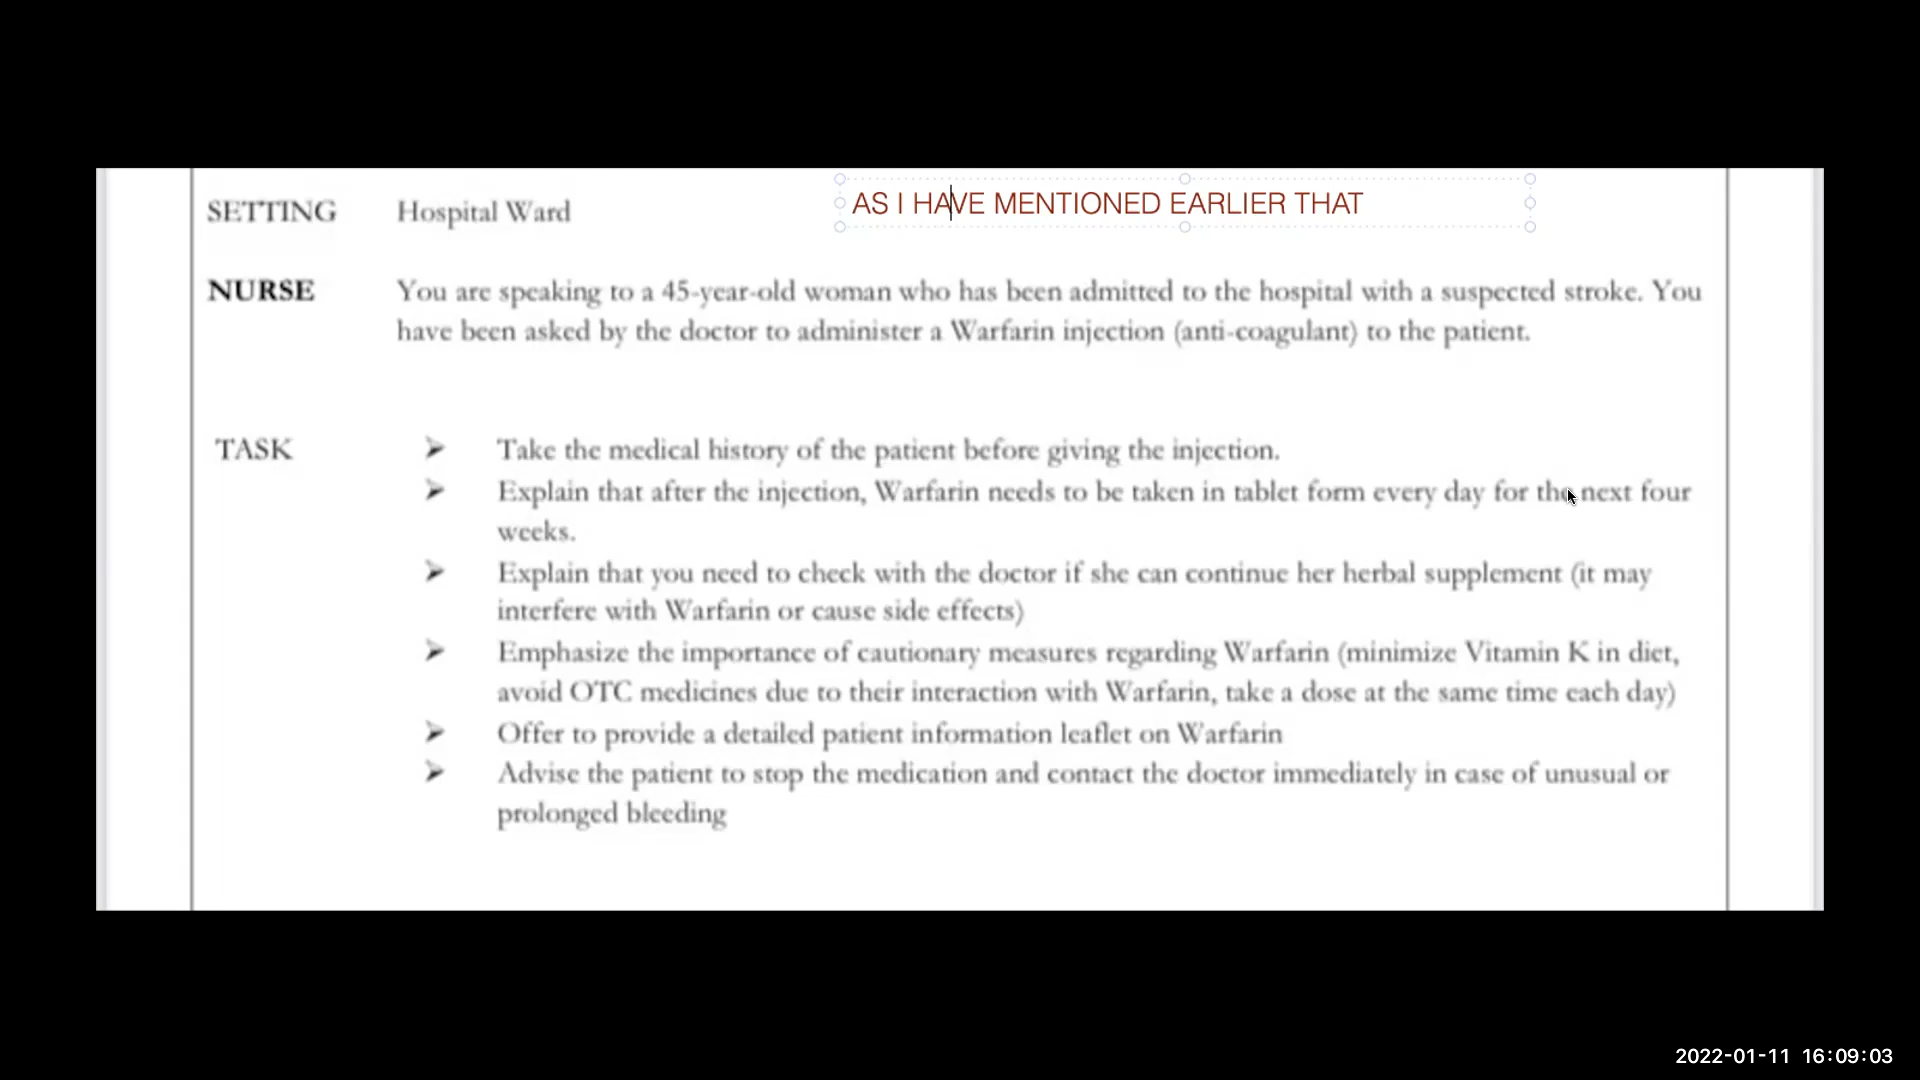 SETTING Hospital Ward AS I HAVE MENTIONED EARLIER THAT
NURSE You are speaking to a 45-year-old woman who has been admitted to the hospital with a suspected stroke. You
have been asked by the doctor to administer a Warfarin injection (anti-coagulant) to the patient.
TASK ➤ Take the medical history of the patient before giving the injection.
➤ Explain that after the injection, Warfarin needs to be taken in tablet form every day for the next four
weeks.
➤ Explain that you need to check with the doctor if she can continue her herbal supplement (it may
interfere with Warfarin or cause side effects)
➤ Emphasize the importance of cautionary measures regarding Warfarin (minimize Vitamin K in diet,
avoid OTC medicines due to their interaction with Warfarin, take a dose at the same time each day)
➤ Offer to provide a detailed patient information leaflet on Warfarin
➤ Advise the patient to stop the medication and contact the doctor immediately in case of unusual or
prolonged bleeding
2022-01-11 16:09:03